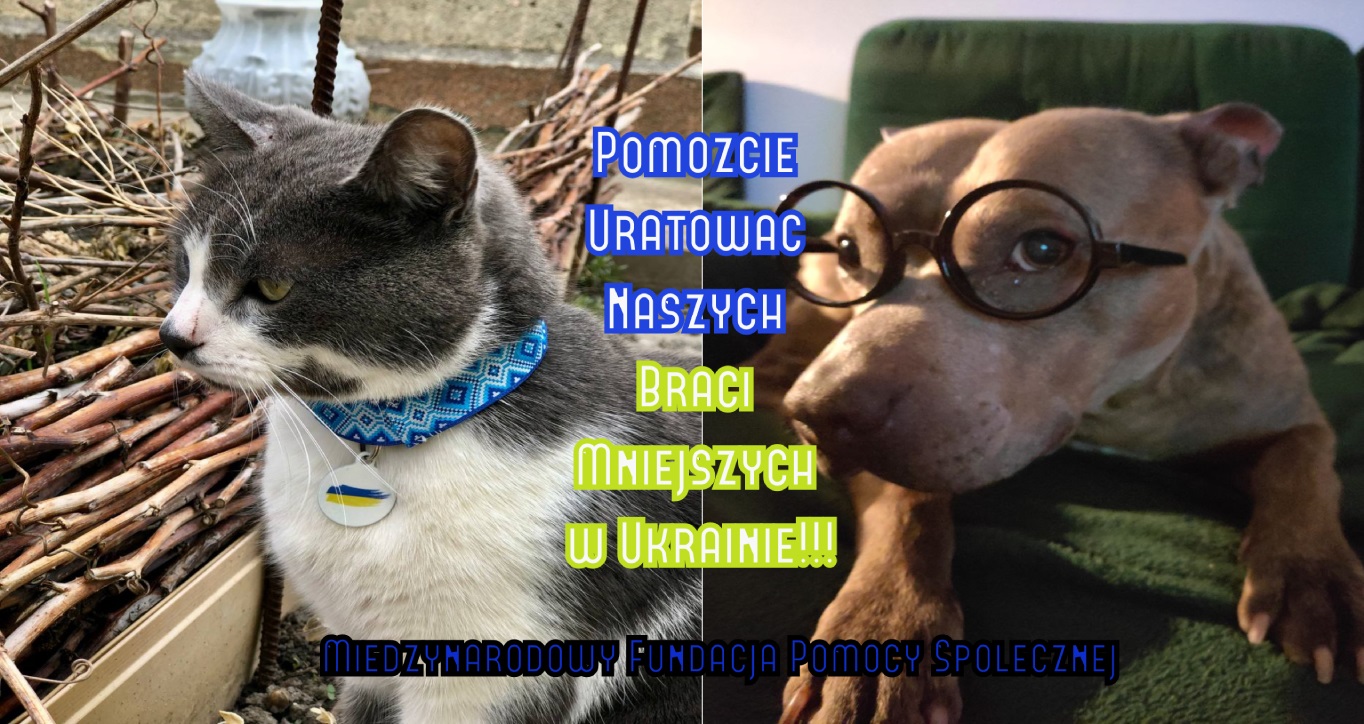 Pomozcie
Uratowac
Naszych
Braci
Mniejszych
w Ukrainie!!!
Miedzynarodowy Fundacja Pomocy Spolecznej